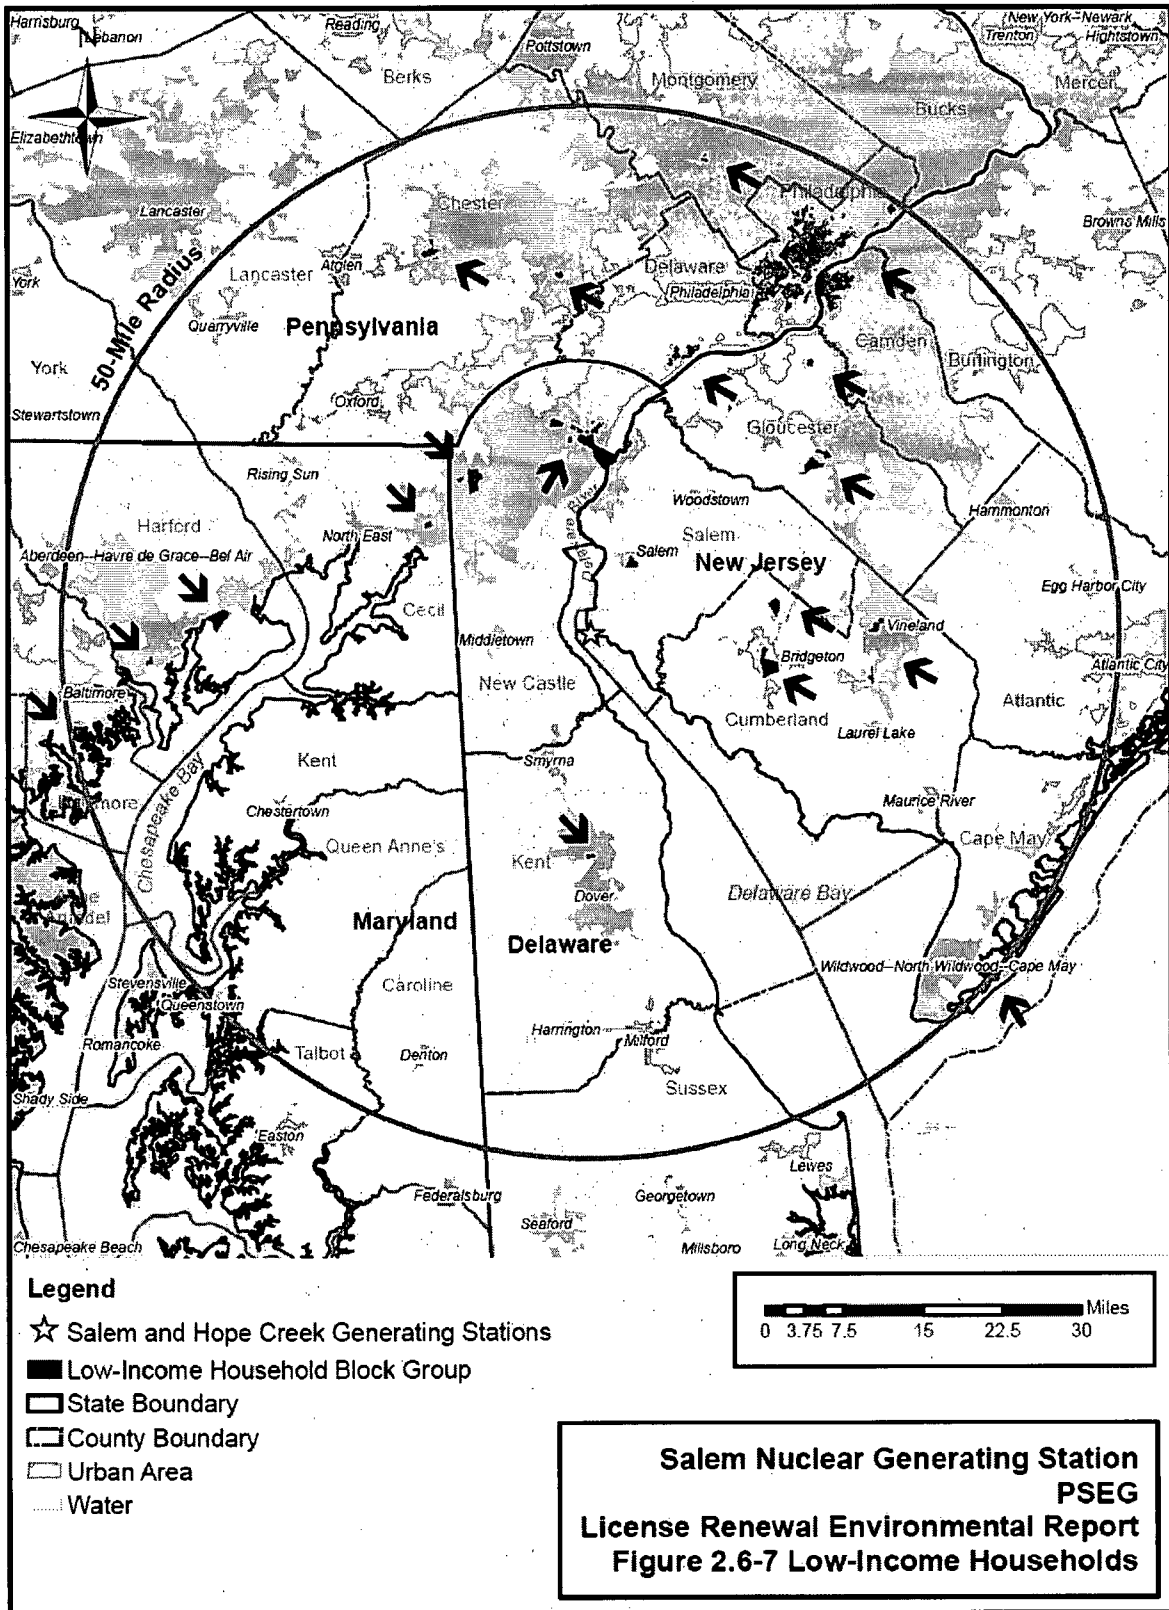 Harrisburg
Lebanon
Reading
New York--Newark
Trenton
Hightstown
Pottstown
Berks
Montgomery
Mercer
Bucks
Elizabethtown
Philadelphia
Lancaster
Chester
Browns Mills
50-Mile Radius
Lancaster
Atglen
Delaware
York
Philadelphia
Quarryville
Pennsylvania
Camden
Burlington
York
Oxford
Stewartstown
Gloucester
Rising Sun
Woodstown
Hammonton
Harford
North East
River
Salem
Aberdeen--Havre de Grace--Bel Air
Salem
New Jersey
Egg Harbor City
Cecil
Vineland
Middletown
Bridgeton
Atlantic City
New Castle
Baltimore
Atlantic
Cumberland
Laurel Lake
Kent
Smyrna
Chesapeake Bay
Chestertown
Maurice River
Queen Anne's
Kent
Cape May
Dover
Delaware Bay
Maryland
Delaware
Wildwood--North Wildwood--Cape May
Stevensville
Caroline
Queenstown
Harrington
Milford
Romancoke
Talbot
Denton
Sussex
Shady Side
Easton
Lewes
Federalsburg
Georgetown
Seaford
Chesapeake Beach
Millsboro
Long Neck
Legend
Salem and Hope Creek Generating Stations
Low-Income Household Block Group
State Boundary
County Boundary
Urban Area
Water
Miles
0 3.75 7.5 15 22.5 30
Salem Nuclear Generating Station
PSEG
License Renewal Environmental Report
Figure 2.6-7 Low-Income Households